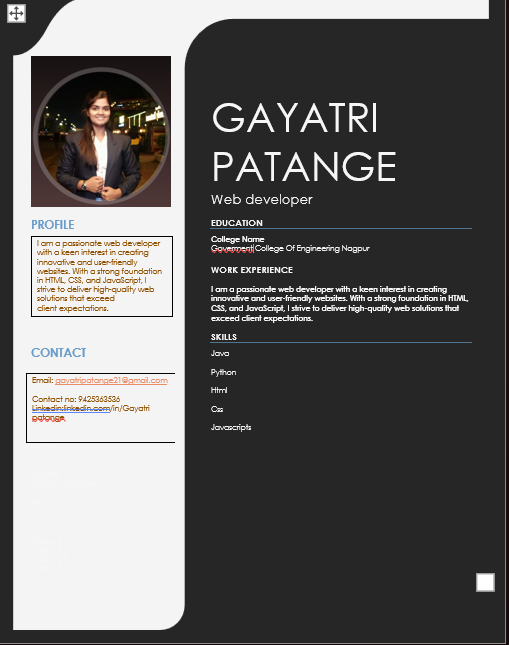 GAYATRI
PATANGE
Web developer
PROFILE
I am a passionate web developer
with a keen interest in creating
innovative and user-friendly
websites. With a strong foundation
in HTML, CSS, and JavaScript, I
strive to deliver high-quality web
solutions that exceed
client expectations.
CONTACT
Email: gayatripatange21@gmail.com
Contact no: 9425363536
Linkedin:linkedin.com/in/Gayatri
patange
EDUCATION
College Name
Goverment College Of Engineering Nagpur
WORK EXPERIENCE
I am a passionate web developer with a keen interest in creating
innovative and user-friendly websites. With a strong foundation in HTML,
CSS, and JavaScript, I strive to deliver high-quality web solutions that
exceed client expectations.
SKILLS
Java
Python
Html
Css
Javascripts